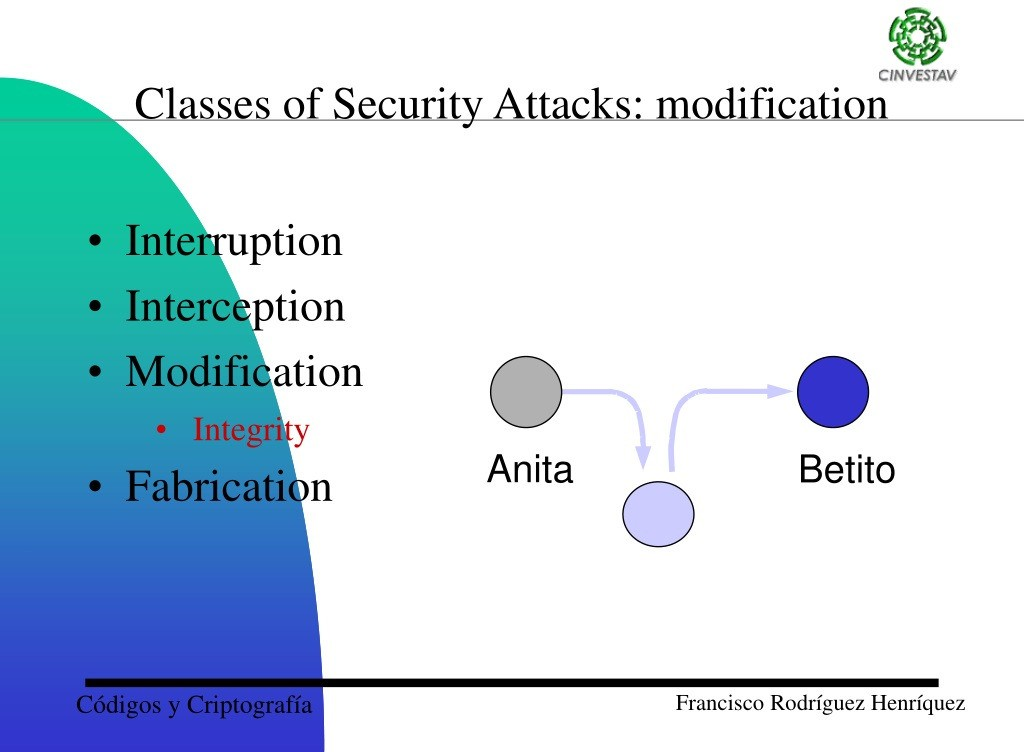 CINVESTAV
Classes of Security Attacks: modification
• Interruption
• Interception
• Modification
• Integrity
• Fabrication
Anita
Betito
Códigos y Criptografía
Francisco Rodríguez Henríquez